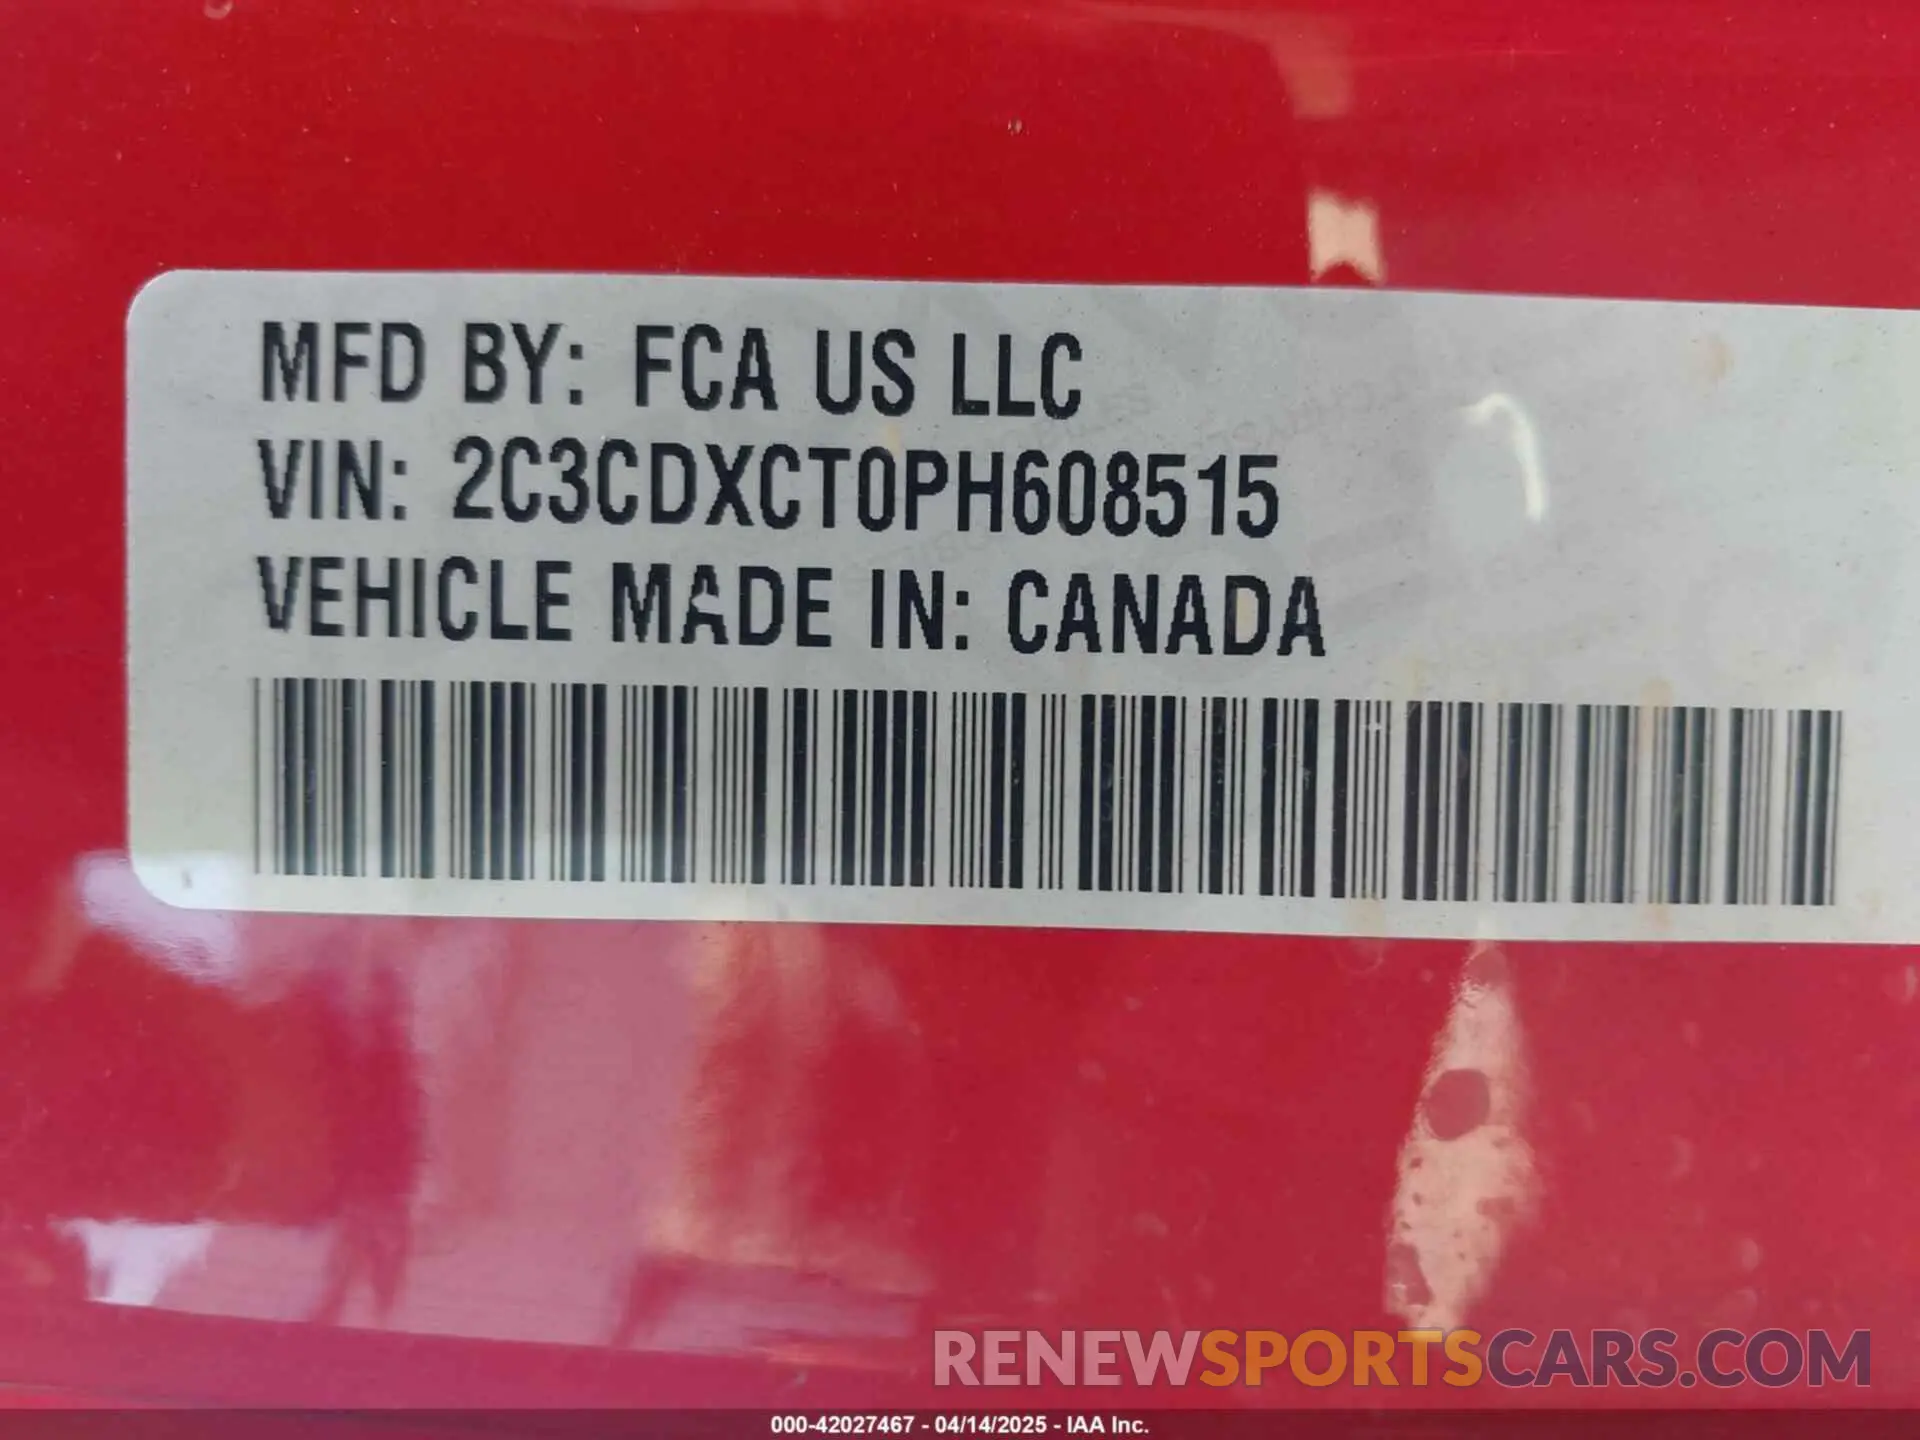 MFD BY: FCA US LLC
VIN: 2C3CDXCT0PH608515
VEHICLE MADE IN: CANADA
RENEWSPORTSCARS.COM
000-42027467 - 04/14/2025 - IAA Inc.